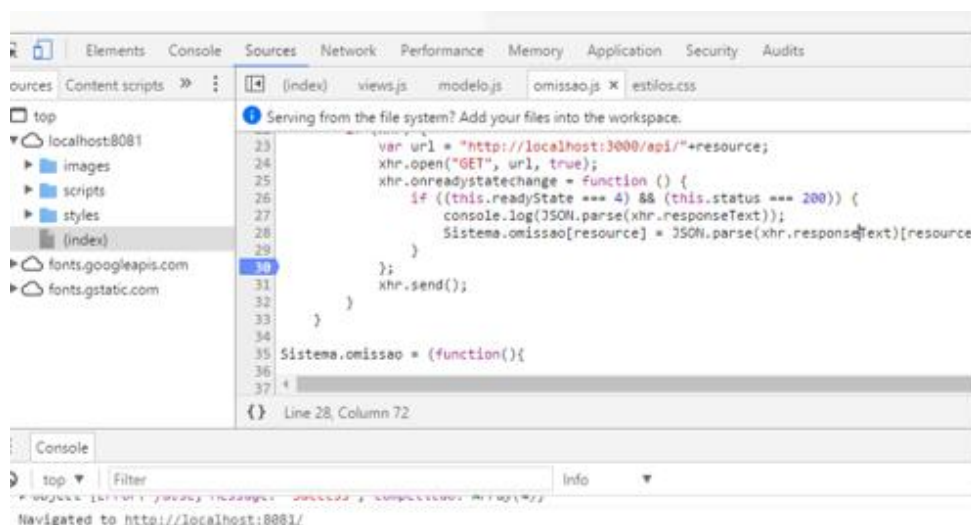 Elements Console Sources Network Performance Memory Application Security Audits
ources Content scripts »
(index) views.js modelo.js omissao.js × estilos.css
top
Serving from the file system? Add your files into the workspace.
localhost:8081
images
scripts
styles
(index)
fonts.googleapis.com
fonts.gstatic.com
23 var url = "http://localhost:3000/api/"+resource;
24 xhr.open("GET", url, true);
25 xhr.onreadystatechange = function () {
26 if ((this.readyState === 4) && (this.status === 200)) {
27 console.log(JSON.parse(xhr.responseText));
28 Sistema.omissao[resource] = JSON.parse(xhr.responseText)[resource
29 }
30 };
31 xhr.send();
32 }
33 }
34
35 Sistema.omissao = (function(){
36
37
{} Line 28, Column 72
Console
top ▼ Filter Info ▼
Navigated to http://localhost:8081/